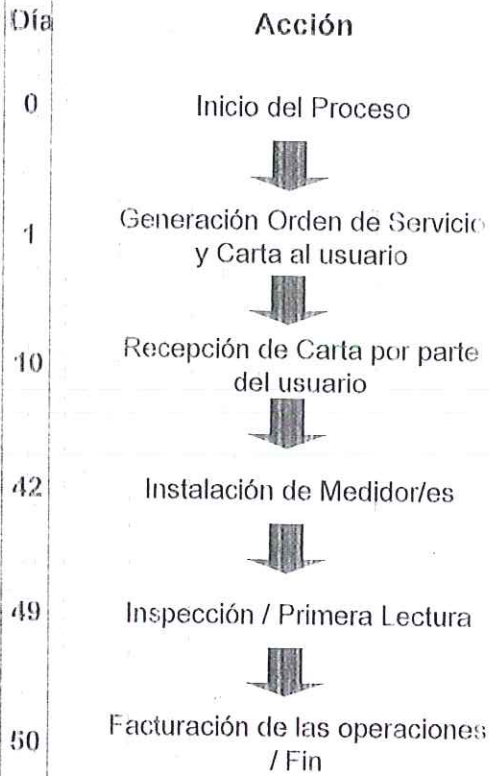 Día Acción
0 Inicio del Proceso
1 Generación Orden de Servicio
y Carta al usuario
10 Recepción de Carta por parte
del usuario
42 Instalación de Medidor/es
49 Inspección / Primera Lectura
50 Facturación de las operaciones
/ Fin